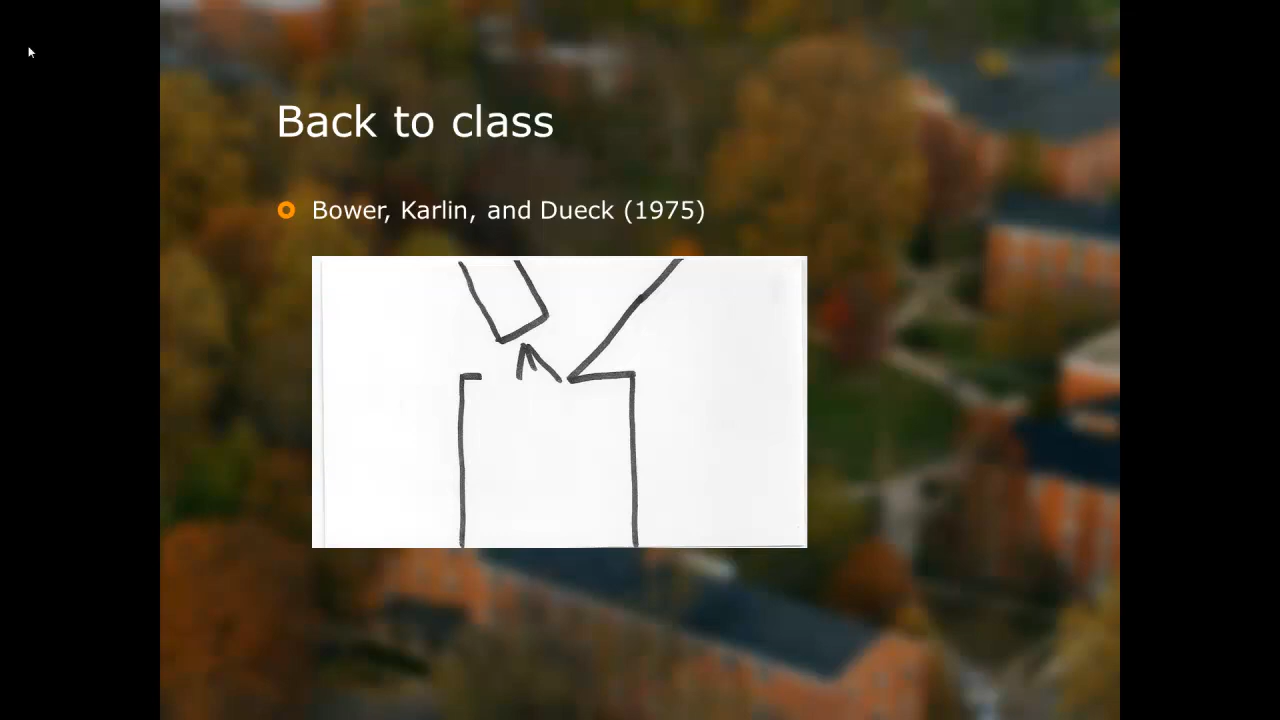 Back to class
Bower, Karlin, and Dueck (1975)